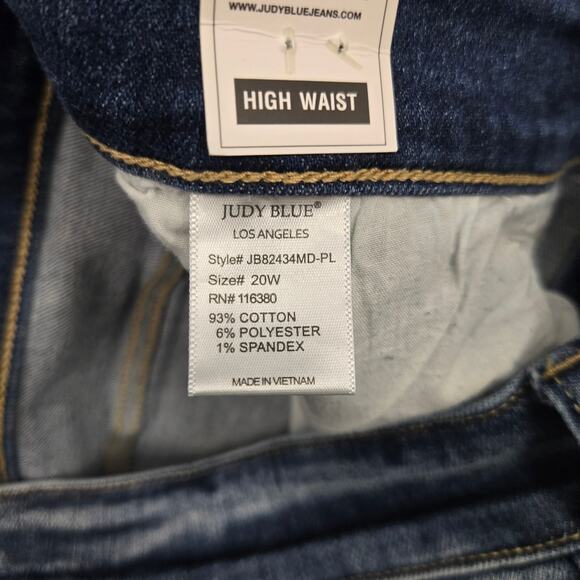 WWW.JUDYBLUEJEANS.COM
HIGH WAIST
JUDY BLUE®
LOS ANGELES
Style# JB82434MD-PL
Size# 20W
RN# 116380
93% COTTON
6% POLYESTER
1% SPANDEX
MADE IN VIETNAM